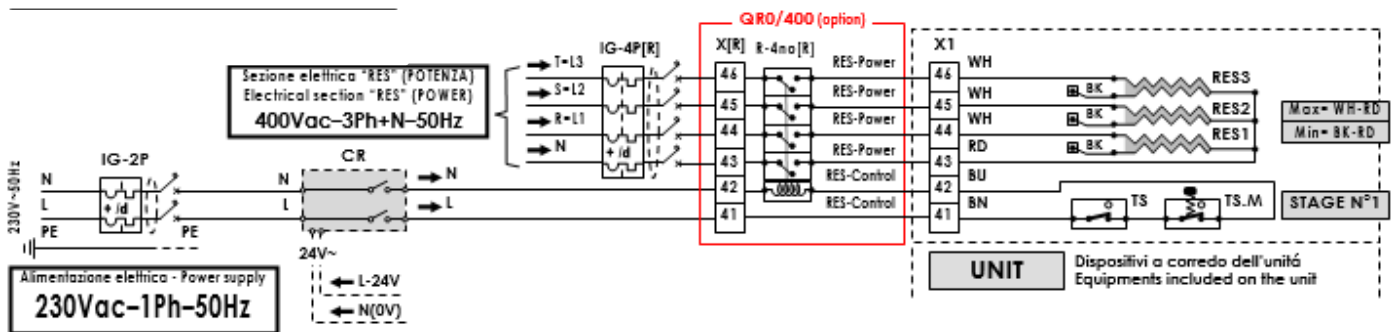 QR0/400 (option)
IG-4P[R]
X[R]
R-4no[R]
X1
Sezione elettrica "RES" (POTENZA)
Electrical section "RES" (POWER)
400Vac–3Ph+N–50Hz
T=L3
S=L2
R=L1
N
+ /d
46
45
44
43
42
41
RES-Power
RES-Power
RES-Power
RES-Power
RES-Control
RES-Control
46
45
44
43
42
41
WH
WH
WH
RD
BU
BN
BK
BK
BK
RES3
RES2
RES1
Max= WH-RD
Min= BK-RD
TS
TS.M
STAGE N°1
230V~50Hz
IG-2P
N
L
PE
+ /d
PE
CR
N
L
N
L
24V~
L-24V
N(0V)
Alimentazione elettrica - Power supply
230Vac–1Ph–50Hz
UNIT
Dispositivi a corredo dell'unitá
Equipments included on the unit